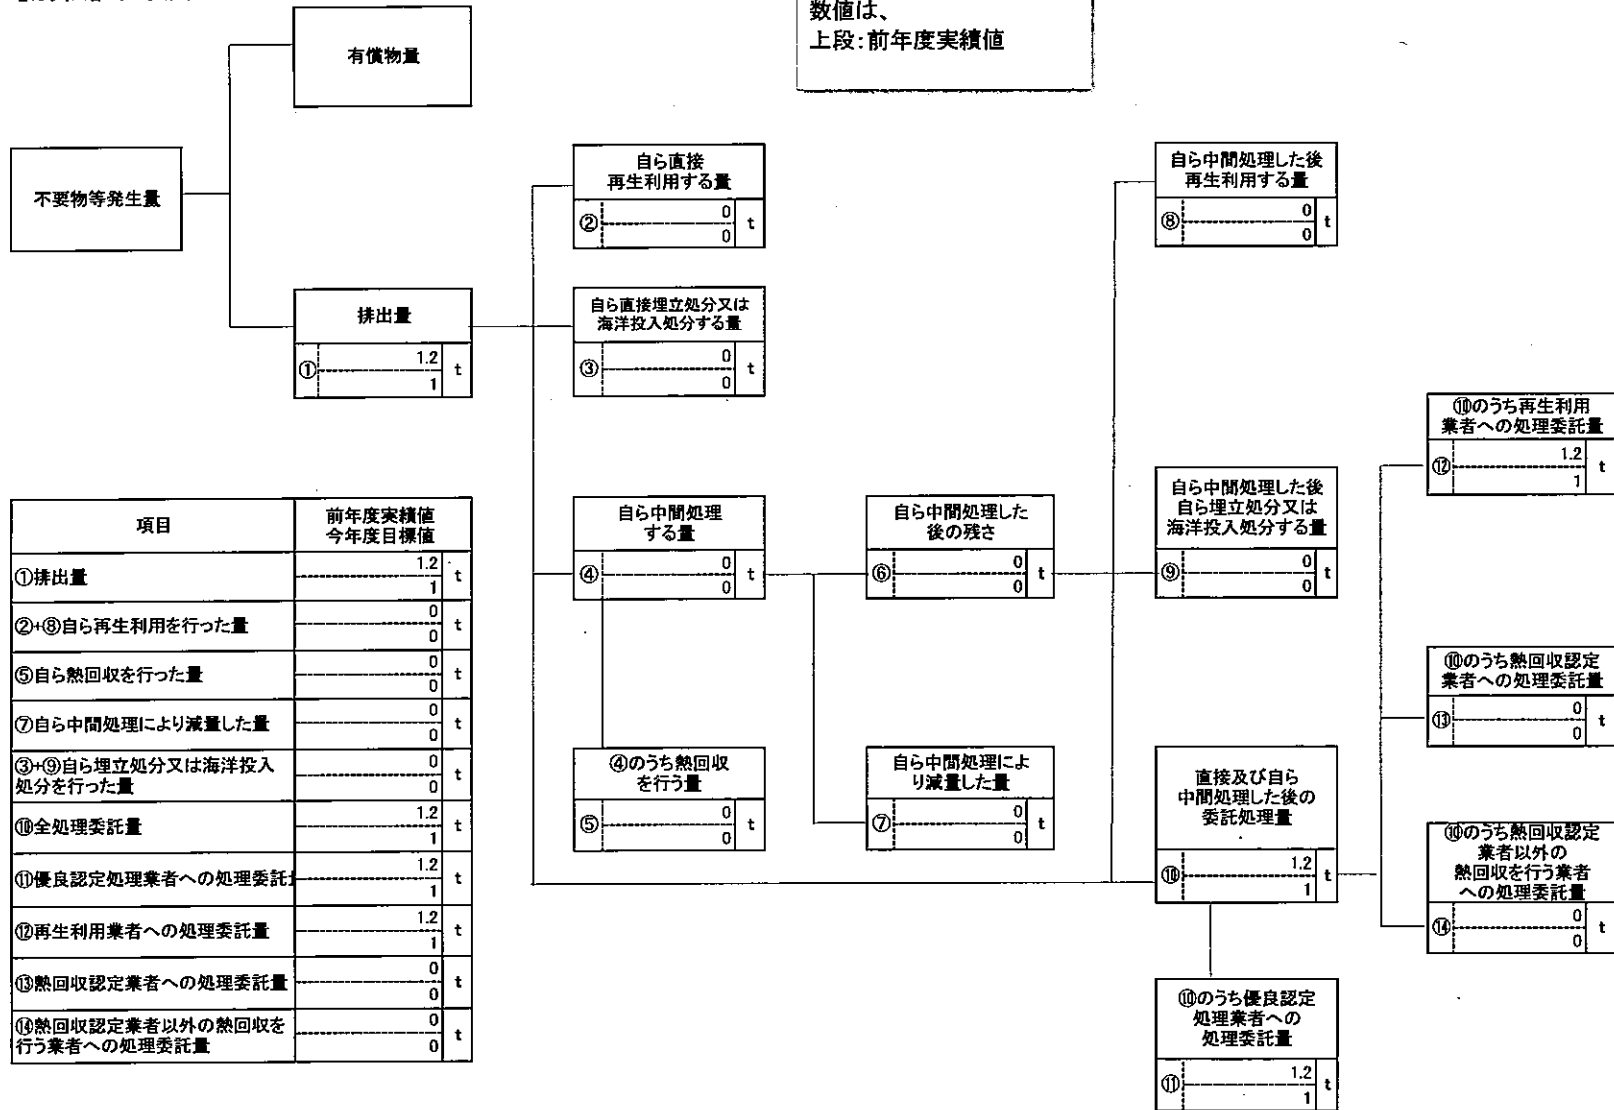 数値は、
上段：前年度実績値
有償物量
不要物等発生量
排出量
①
1.2
1
t
自ら直接
再生利用する量
②
0
0
t
自ら直接埋立処分又は
海洋投入処分する量
③
0
0
t
自ら中間処理
する量
④
0
0
t
④のうち熱回収
を行う量
⑤
0
0
t
自ら中間処理した
後の残さ
⑥
0
0
t
自ら中間処理によ
り減量した量
⑦
0
0
t
自ら中間処理した後
再生利用する量
⑧
0
0
t
自ら中間処理した後
自ら埋立処分又は
海洋投入処分する量
⑨
0
0
t
直接及び自ら
中間処理した後の
委託処理量
⑩
1.2
1
t
⑩のうち優良認定
処理業者への
処理委託量
⑪
1.2
1
t
⑩のうち再生利用
業者への処理委託量
⑫
1.2
1
t
⑩のうち熱回収認定
業者への処理委託量
⑬
0
0
t
⑩のうち熱回収認定
業者以外の
熱回収を行う業者
への処理委託量
⑭
0
0
t
項目
前年度実績値
今年度目標値
①排出量
1.2
1
t
②+⑧自ら再生利用を行った量
0
0
t
⑤自ら熱回収を行った量
0
0
t
⑦自ら中間処理により減量した量
0
0
t
③+⑨自ら埋立処分又は海洋投入
処分を行った量
0
0
t
⑩全処理委託量
1.2
1
t
⑪優良認定処理業者への処理委託
1.2
1
t
⑫再生利用業者への処理委託量
1.2
1
t
⑬熱回収認定業者への処理委託量
0
0
t
⑭熱回収認定業者以外の熱回収を
行う業者への処理委託量
0
0
t